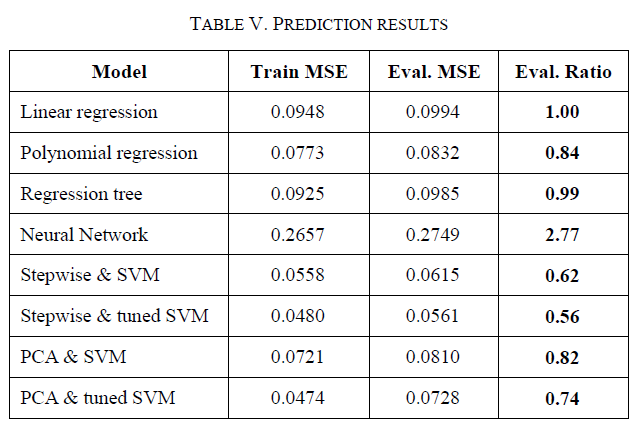 TABLE V. PREDICTION RESULTS
Model Train MSE Eval. MSE Eval. Ratio
Linear regression 0.0948 0.0994 1.00
Polynomial regression 0.0773 0.0832 0.84
Regression tree 0.0925 0.0985 0.99
Neural Network 0.2657 0.2749 2.77
Stepwise & SVM 0.0558 0.0615 0.62
Stepwise & tuned SVM 0.0480 0.0561 0.56
PCA & SVM 0.0721 0.0810 0.82
PCA & tuned SVM 0.0474 0.0728 0.74